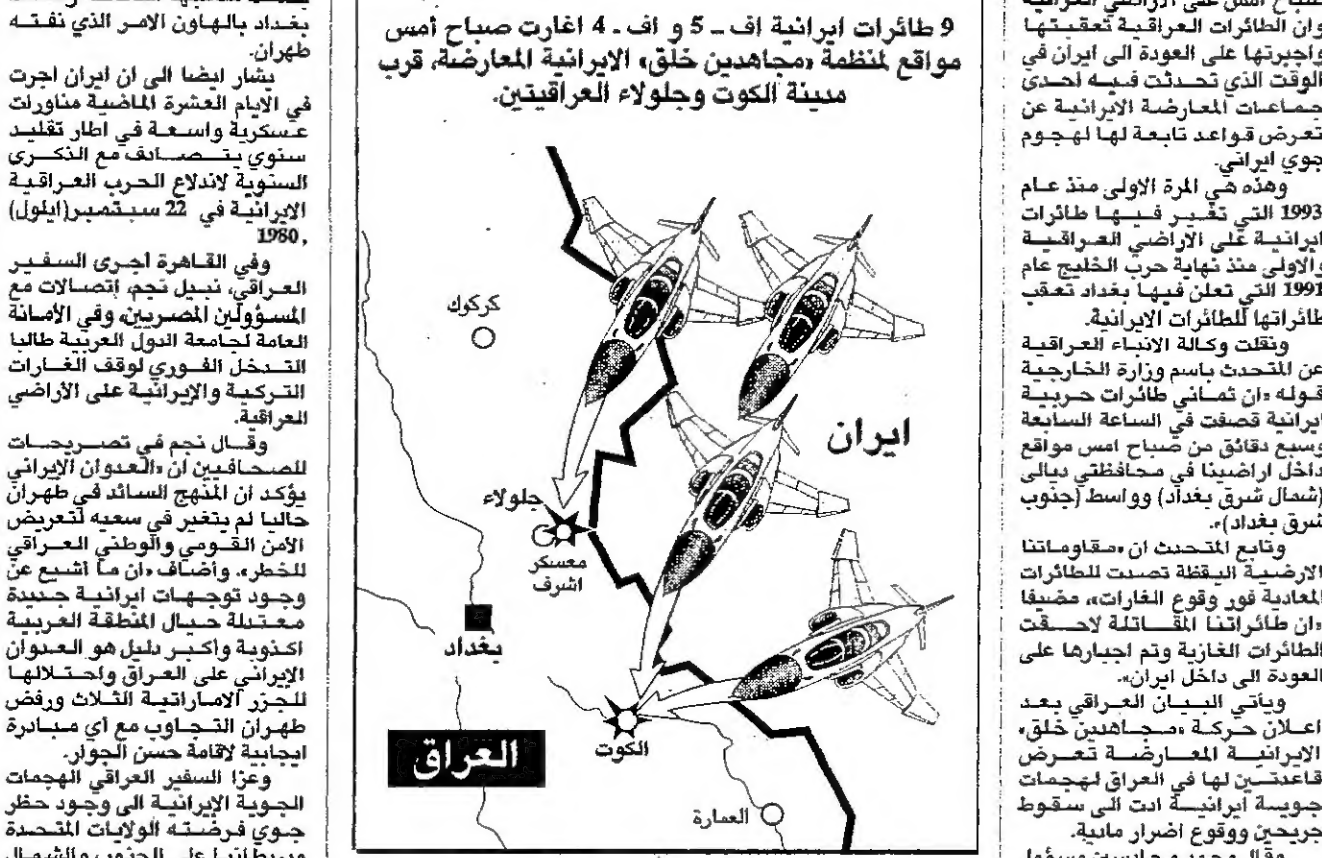 صباح امس على الاراضي العراقية
وان الطائرات العراقية تعقبتها
واجبرتها على العودة الى ايران في
الوقت الذي تحدثت فيه احدى
جماعات المعارضة الايرانية عن
تعرض قواعد تابعة لها لهجوم
جوي ايراني.
وهذه هي المرة الاولى منذ عام
1993 التي تغير فيها طائرات
ايرانية على الاراضي العراقية
والاولى منذ نهاية حرب الخليج عام
1991 التي تعلن فيها بغداد تعقب
طائراتها للطائرات الايرانية.
ونقلت وكالة الانباء العراقية
عن المتحدث باسم وزارة الخارجية
قوله «ان ثماني طائرات حربية
ايرانية قصفت في الساعة السابعة
وسبع دقائق من صباح امس مواقع
داخل اراضينا في محافظتي ديالى
(شمال شرق بغداد) وواسط (جنوب
شرق بغداد)».
وتابع المتحدث ان «مقاوماتنا
الارضية اليقظة تصدت للطائرات
المعادية فور وقوع الغارات»، مضيفا
«ان طائراتنا المقاتلة لاحقت
الطائرات الغازية وتم اجبارها على
العودة الى داخل ايران».
ويأتي البيان العراقي بعد
اعلان حركة «مجاهدين خلق»
الايرانية المعارضة تعرض
قاعدتين لها في العراق لهجمات
جوية ايرانية ادت الى سقوط
جريحين ووقوع اضرار مادية.
9 طائرات ايرانية اف - 5 و اف - 4 اغارت صباح أمس
مواقع لمنظمة «مجاهدين خلق» الايرانية المعارضة، قرب
مدينة الكوت وجلولاء العراقيتين.
كركوك
ايران
جلولاء
معسكر
اشرف
بغداد
الكوت
العراق
العمارة
بغداد بالهاون الامر الذي نفته
طهران.
يشار ايضا الى ان ايران اجرت
في الايام العشرة الماضية مناورات
عسكرية واسعة في اطار تقليد
سنوي يتصادف مع الذكرى
السنوية لاندلاع الحرب العراقية
الايرانية في 22 سبتمبر(ايلول)
1980.
وفي القاهرة اجرى السفير
العراقي، نبيل نجم، إتصالات مع
المسؤولين المصريين، وفي الأمانة
العامة لجامعة الدول العربية طالبا
التدخل الفوري لوقف الغارات
التركية والإيرانية على الأراضي
العراقية.
وقال نجم في تصريحات
للصحافيين ان «العدوان الإيراني
يؤكد ان المنهج السائد في طهران
حاليا لم يتغير في سعيه لتعريض
الأمن القومي والوطني العراقي
للخطر». وأضاف «ان ما أشيع عن
وجود توجهات ايرانية جديدة
معتدلة حيال المنطقة العربية
اكذوبة واكبر دليل هو العدوان
الإيراني على العراق واحتلالها
للجزر الاماراتية الثلاث ورفض
طهران التجاوب مع أي مبادرة
ايجابية لاقامة حسن الجوار.
وعزا السفير العراقي الهجمات
الجوية الإيرانية الى وجود حظر
جوي فرضته الولايات المتحدة
وبريطانيا على الجنوب والشمال